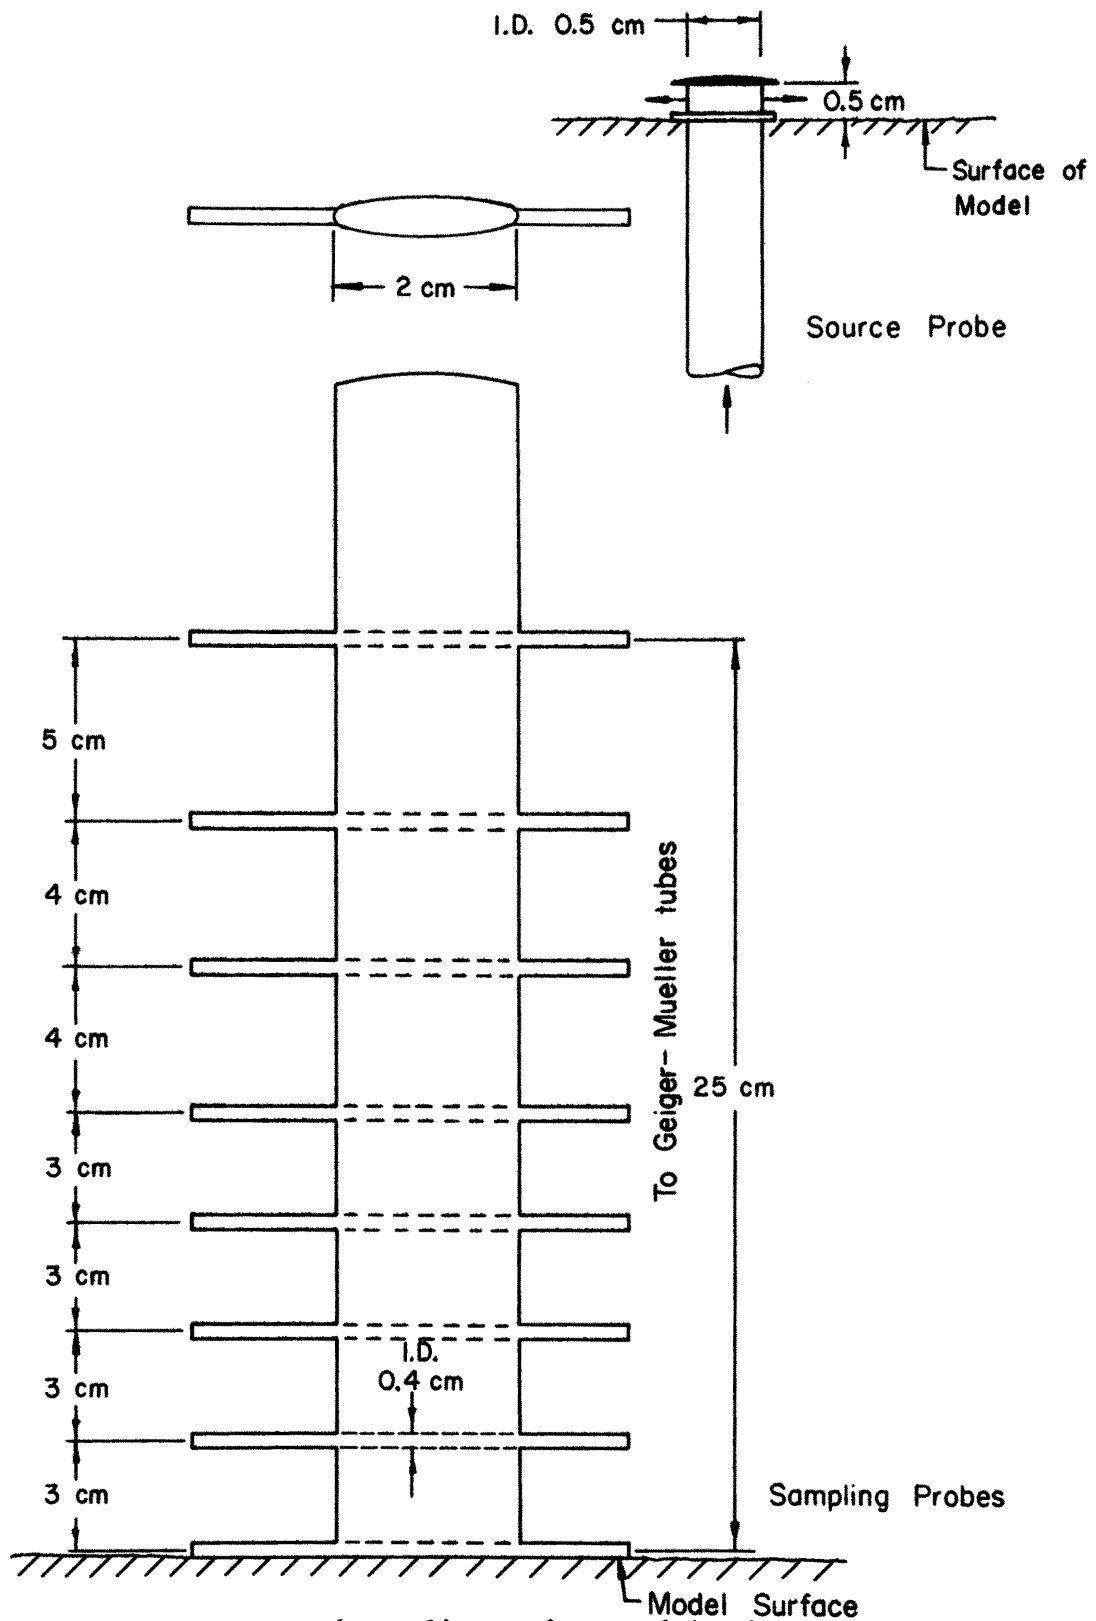 I.D. 0.5 cm
0.5 cm
Surface of
Model
2 cm
Source Probe
5 cm
4 cm
4 cm
To Geiger-Mueller tubes
25 cm
3 cm
3 cm
I.D.
0.4 cm
3 cm
3 cm
Sampling Probes
Model Surface